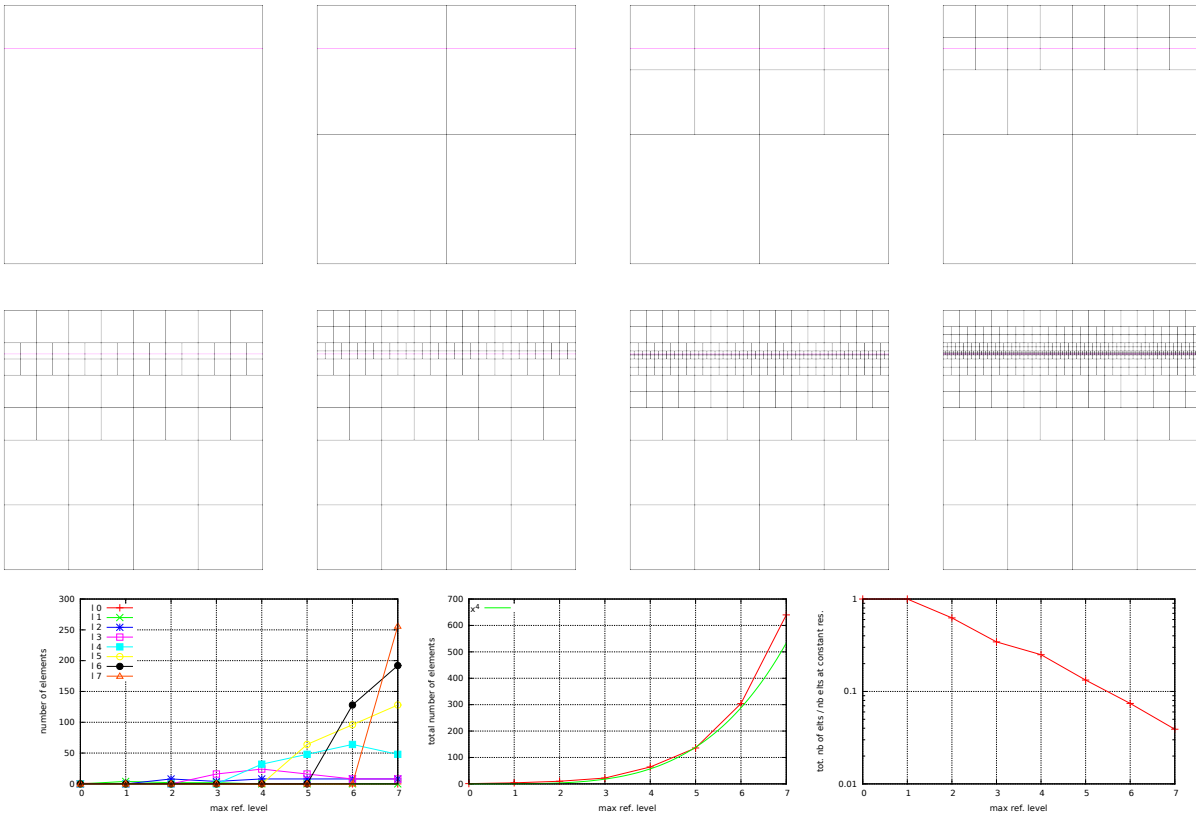 300
250
200
150
100
50
0
number of elements
l 0
l 1
l 2
l 3
l 4
l 5
l 6
l 7
0 1 2 3 4 5 6 7
max ref. level
700
600
500
400
300
200
100
0
total number of elements
x^4
0 1 2 3 4 5 6 7
max ref. level
1
0.1
0.01
tot. nb of elts / nb elts at constant res.
0 1 2 3 4 5 6 7
max ref. level